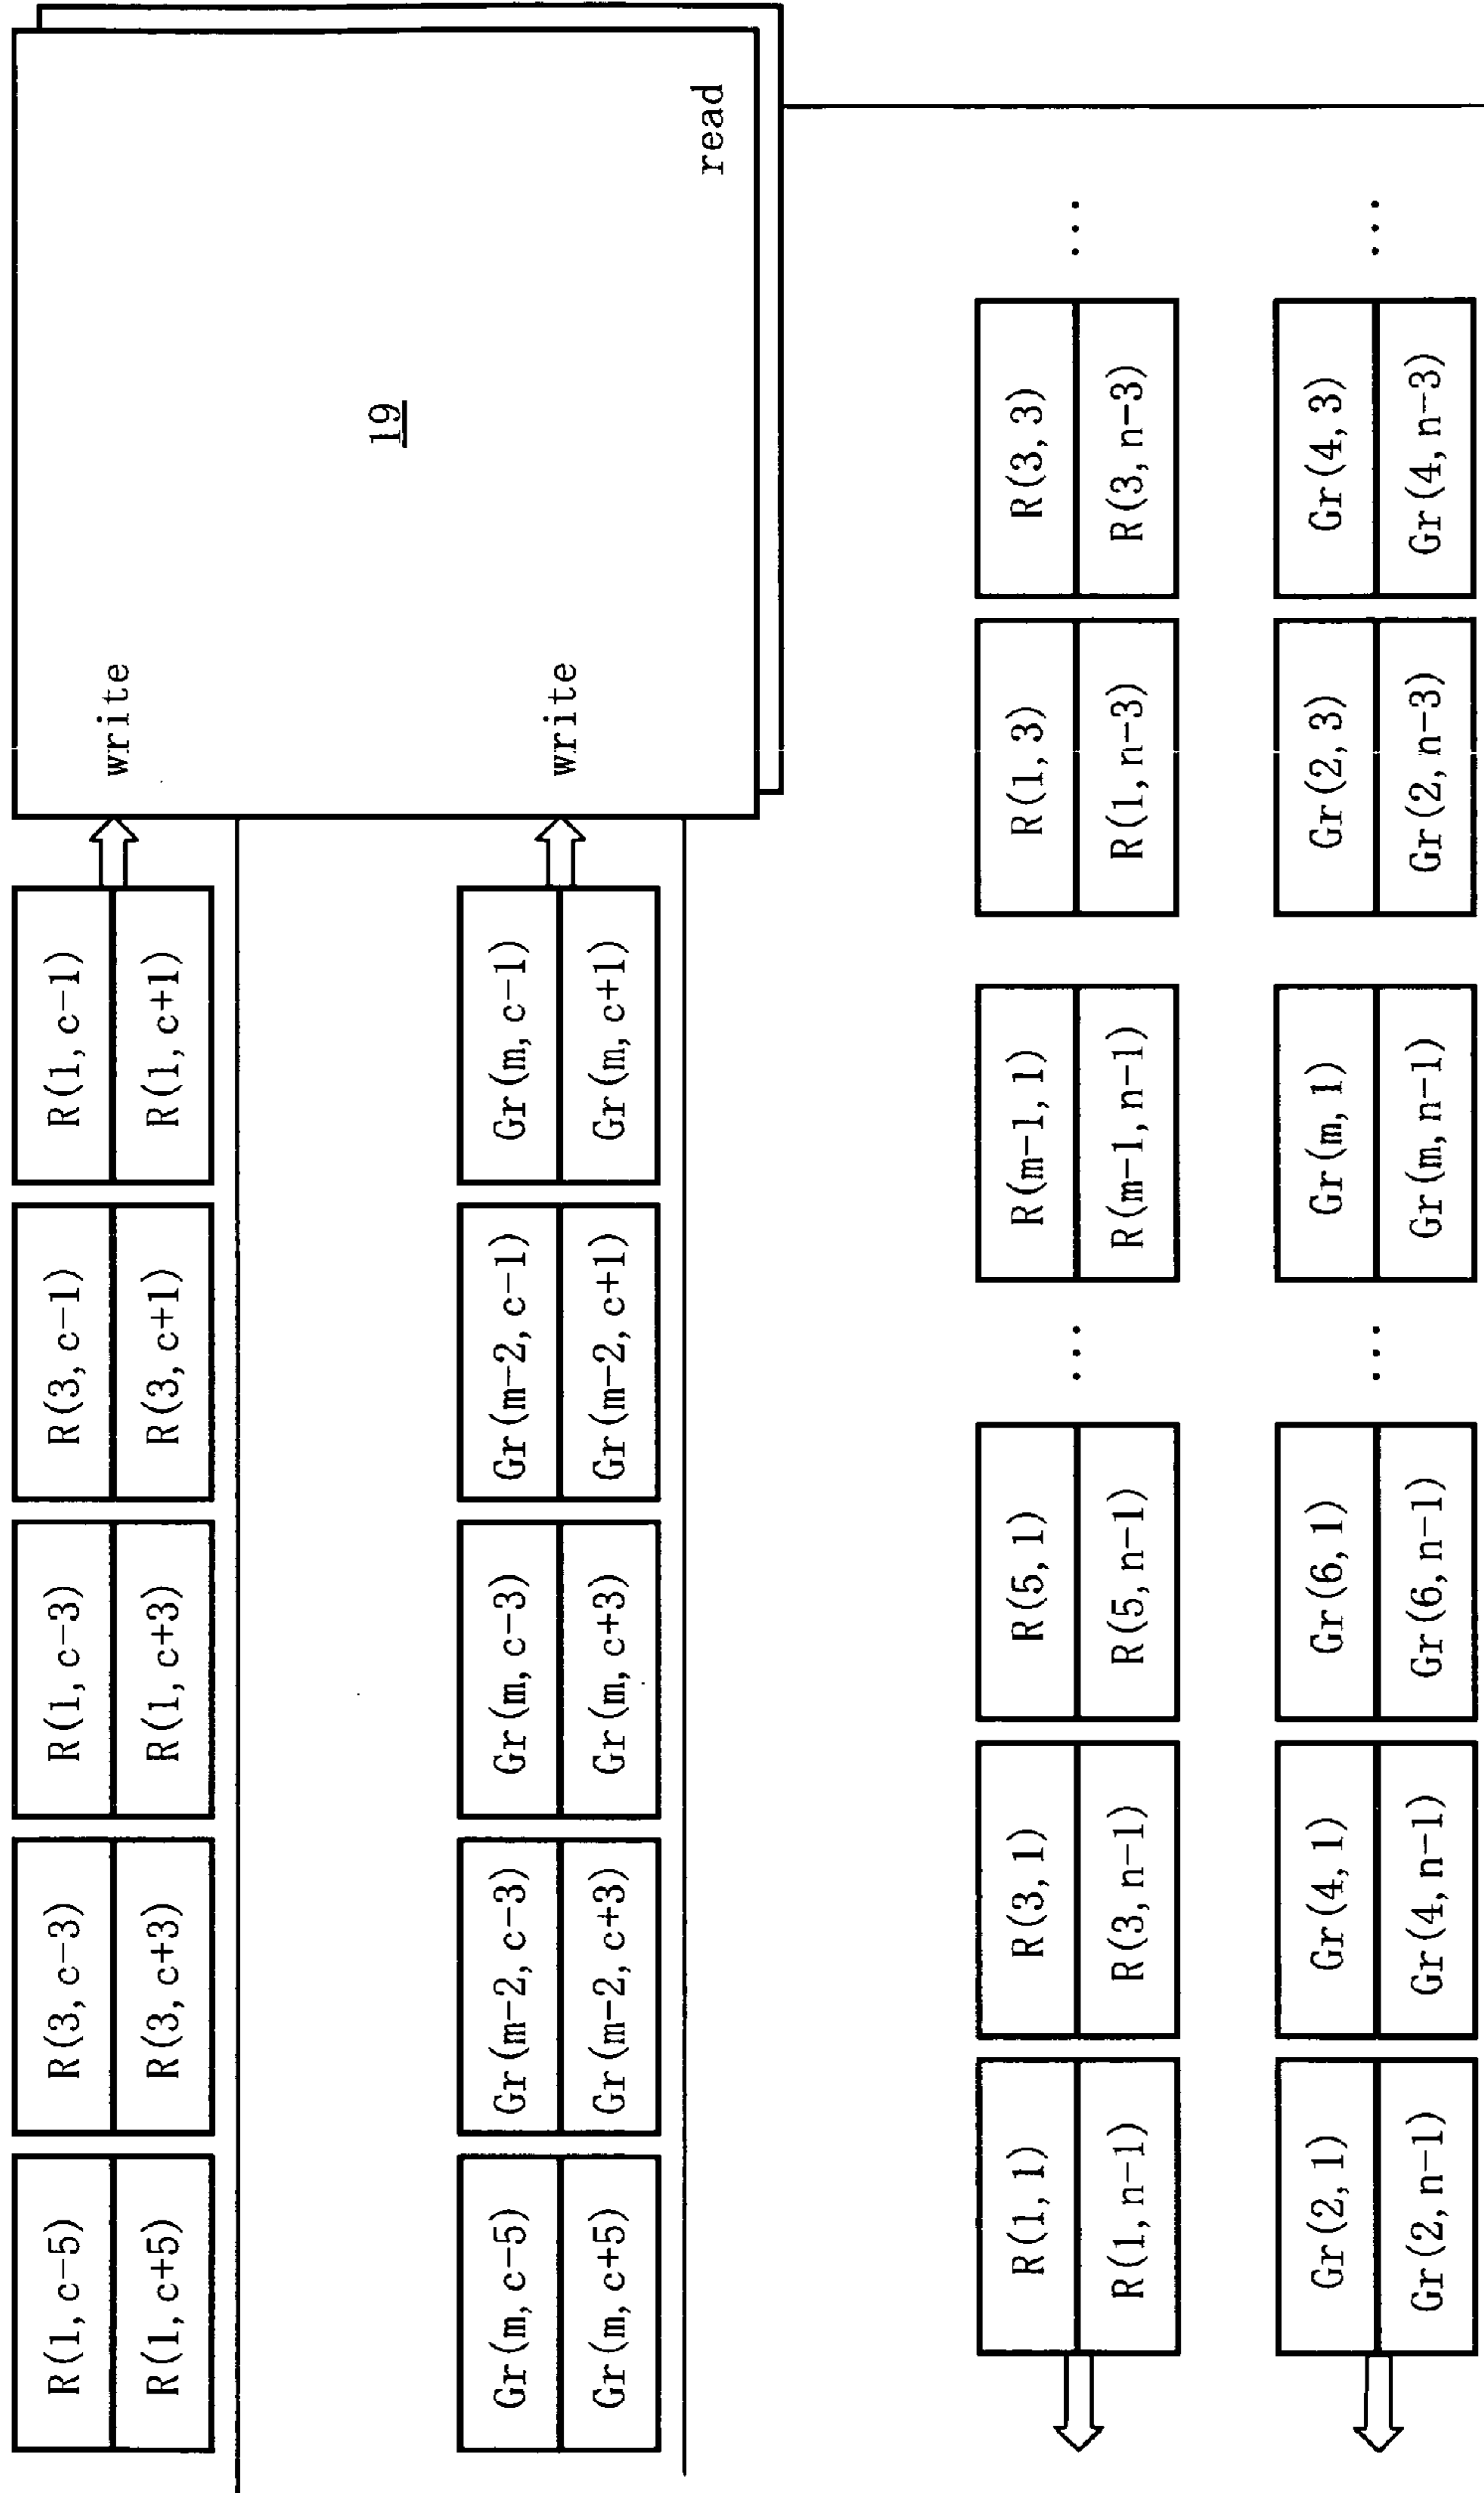 R(1, c-5) R(3, c-3) R(1, c-3) R(3, c-1) R(1, c-1)
write
R(1, c+5) R(3, c+3) R(1, c+3) R(3, c+1) R(1, c+1)
19
Gr(m, c-5) Gr(m-2, c-3) Gr(m, c-3) Gr(m-2, c-1) Gr(m, c-1)
write
Gr(m, c+5) Gr(m-2, c+3) Gr(m, c+3) Gr(m-2, c+1) Gr(m, c+1)
read
R(1, 1) R(3, 1) R(5, 1) ... R(m-1, 1) R(1, 3) R(3, 3) ...
R(1, n-1) R(3, n-1) R(5, n-1) R(m-1, n-1) R(1, n-3) R(3, n-3)
Gr(2, 1) Gr(4, 1) Gr(6, 1) ... Gr(m, 1) Gr(2, 3) Gr(4, 3) ...
Gr(2, n-1) Gr(4, n-1) Gr(6, n-1) Gr(m, n-1) Gr(2, n-3) Gr(4, n-3)